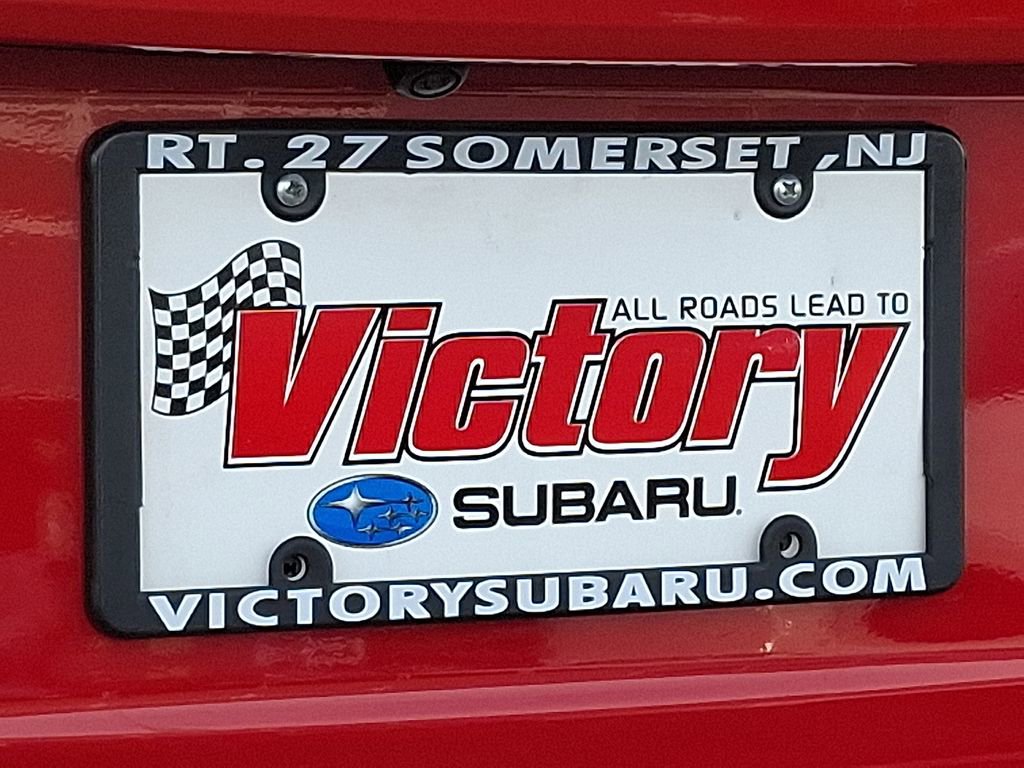 RT. 27 SOMERSET, NJ
ALL ROADS LEAD TO
Victory
SUBARU.
VICTORYSUBARU.COM